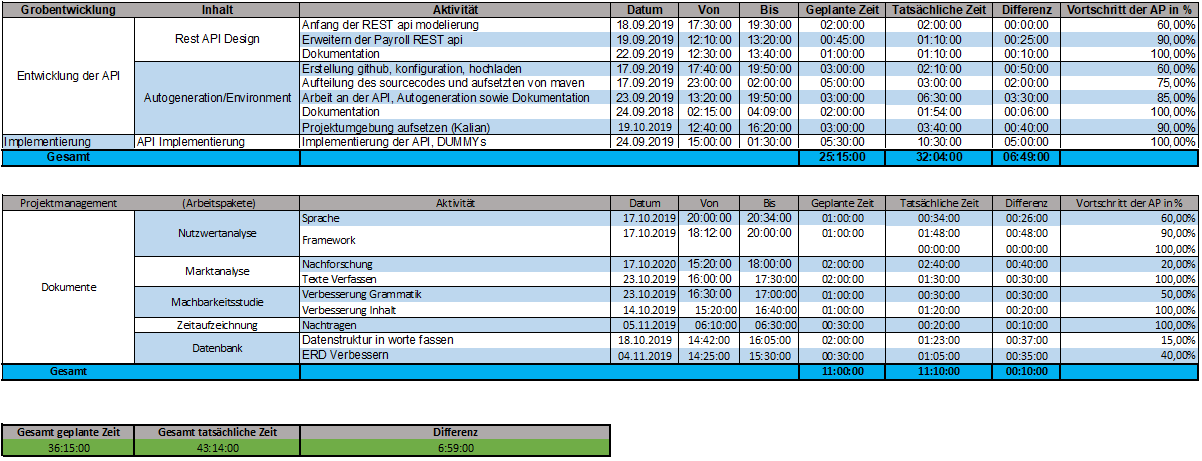 Grobentwicklung Inhalt Aktivität Datum Von Bis Geplante Zeit Tatsächliche Zeit Differenz Vortschritt der AP in %
Entwicklung der API Rest API Design Anfang der REST api modelierung 18.09.2019 17:30:00 19:30:00 02:00:00 02:00:00 00:00:00 60,00%
Erweitern der Payroll REST api 19.09.2019 12:10:00 13:20:00 00:45:00 01:10:00 00:25:00 90,00%
Dokumentation 22.09.2019 12:30:00 13:40:00 01:00:00 01:10:00 00:10:00 100,00%
Autogeneration/Environment Erstellung github, konfiguration, hochladen 17.09.2019 17:40:00 19:50:00 03:00:00 02:10:00 00:50:00 60,00%
Aufteilung des sourcecodes und aufsetzten von maven 17.09.2019 23:00:00 02:00:00 05:00:00 03:00:00 02:00:00 75,00%
Arbeit an der API, Autogeneration sowie Dokumentation 23.09.2019 13:20:00 19:50:00 03:00:00 06:30:00 03:30:00 85,00%
Dokumentation 24.09.2018 02:15:00 04:09:00 02:00:00 01:54:00 00:06:00 100,00%
Projektumgebung aufsetzen (Kalian) 19.10.2019 12:40:00 16:20:00 03:00:00 03:40:00 00:40:00 90,00%
Implementierung API Implementierung Implementierung der API, DUMMYs 24.09.2019 15:00:00 01:30:00 05:30:00 10:30:00 05:00:00 100,00%
Gesamt 25:15:00 32:04:00 06:49:00
Projektmanagement (Arbeitspakete) Aktivität Datum Von Bis Geplante Zeit Tatsächliche Zeit Differenz Vortschritt der AP in %
Dokumente Nutzwertanalyse Sprache 17.10.2019 20:00:00 20:34:00 01:00:00 00:34:00 00:26:00 60,00%
Framework 17.10.2019 18:12:00 20:00:00 01:00:00 01:48:00 00:48:00 90,00%
00:00:00 00:00:00 100,00%
Marktanalyse Nachforschung 17.10.2020 15:20:00 18:00:00 02:00:00 02:40:00 00:40:00 20,00%
Texte Verfassen 23.10.2019 16:00:00 17:30:00 02:00:00 01:30:00 00:30:00 100,00%
Machbarkeitsstudie Verbesserung Grammatik 23.10.2019 16:30:00 17:00:00 01:00:00 00:30:00 00:30:00 50,00%
Verbesserung Inhalt 14.10.2019 15:20:00 16:40:00 01:00:00 01:20:00 00:20:00 100,00%
Zeitaufzeichnung Nachtragen 05.11.2019 06:10:00 06:30:00 00:30:00 00:20:00 00:10:00 100,00%
Datenbank Datenstruktur in worte fassen 18.10.2019 14:42:00 16:05:00 02:00:00 01:23:00 00:37:00 15,00%
ERD Verbessern 04.11.2019 14:25:00 15:30:00 00:30:00 01:05:00 00:35:00 40,00%
Gesamt 11:00:00 11:10:00 00:10:00
Gesamt geplante Zeit Gesamt tatsächliche Zeit Differenz
36:15:00 43:14:00 6:59:00